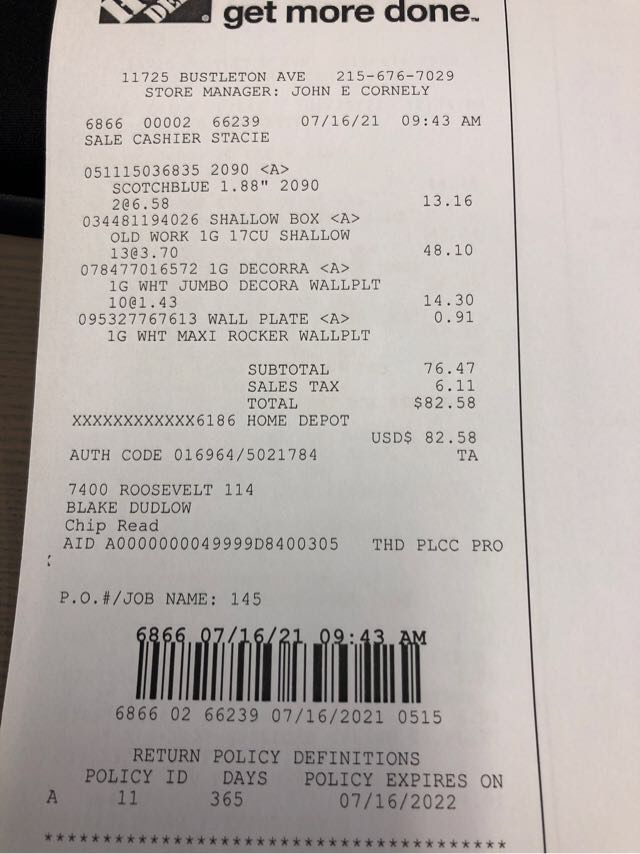 get more done.™
11725 BUSTLETON AVE 215-676-7029
STORE MANAGER: JOHN E CORNELY
6866 00002 66239 07/16/21 09:43 AM
SALE CASHIER STACIE
051115036835 2090 <A>
SCOTCHBLUE 1.88" 2090
2@6.58 13.16
034481194026 SHALLOW BOX <A>
OLD WORK 1G 17CU SHALLOW
13@3.70 48.10
078477016572 1G DECORRA <A>
1G WHT JUMBO DECORA WALLPLT
10@1.43 14.30
095327767613 WALL PLATE <A> 0.91
1G WHT MAXI ROCKER WALLPLT
SUBTOTAL 76.47
SALES TAX 6.11
TOTAL $82.58
XXXXXXXXXXXX6186 HOME DEPOT
USD$ 82.58
AUTH CODE 016964/5021784 TA
7400 ROOSEVELT 114
BLAKE DUDLOW
Chip Read
AID A0000000049999D8400305 THD PLCC PRO
P.O.#/JOB NAME: 145
6866 07/16/21 09:43 AM
6866 02 66239 07/16/2021 0515
RETURN POLICY DEFINITIONS
POLICY ID DAYS POLICY EXPIRES ON
A 11 365 07/16/2022
******************************************